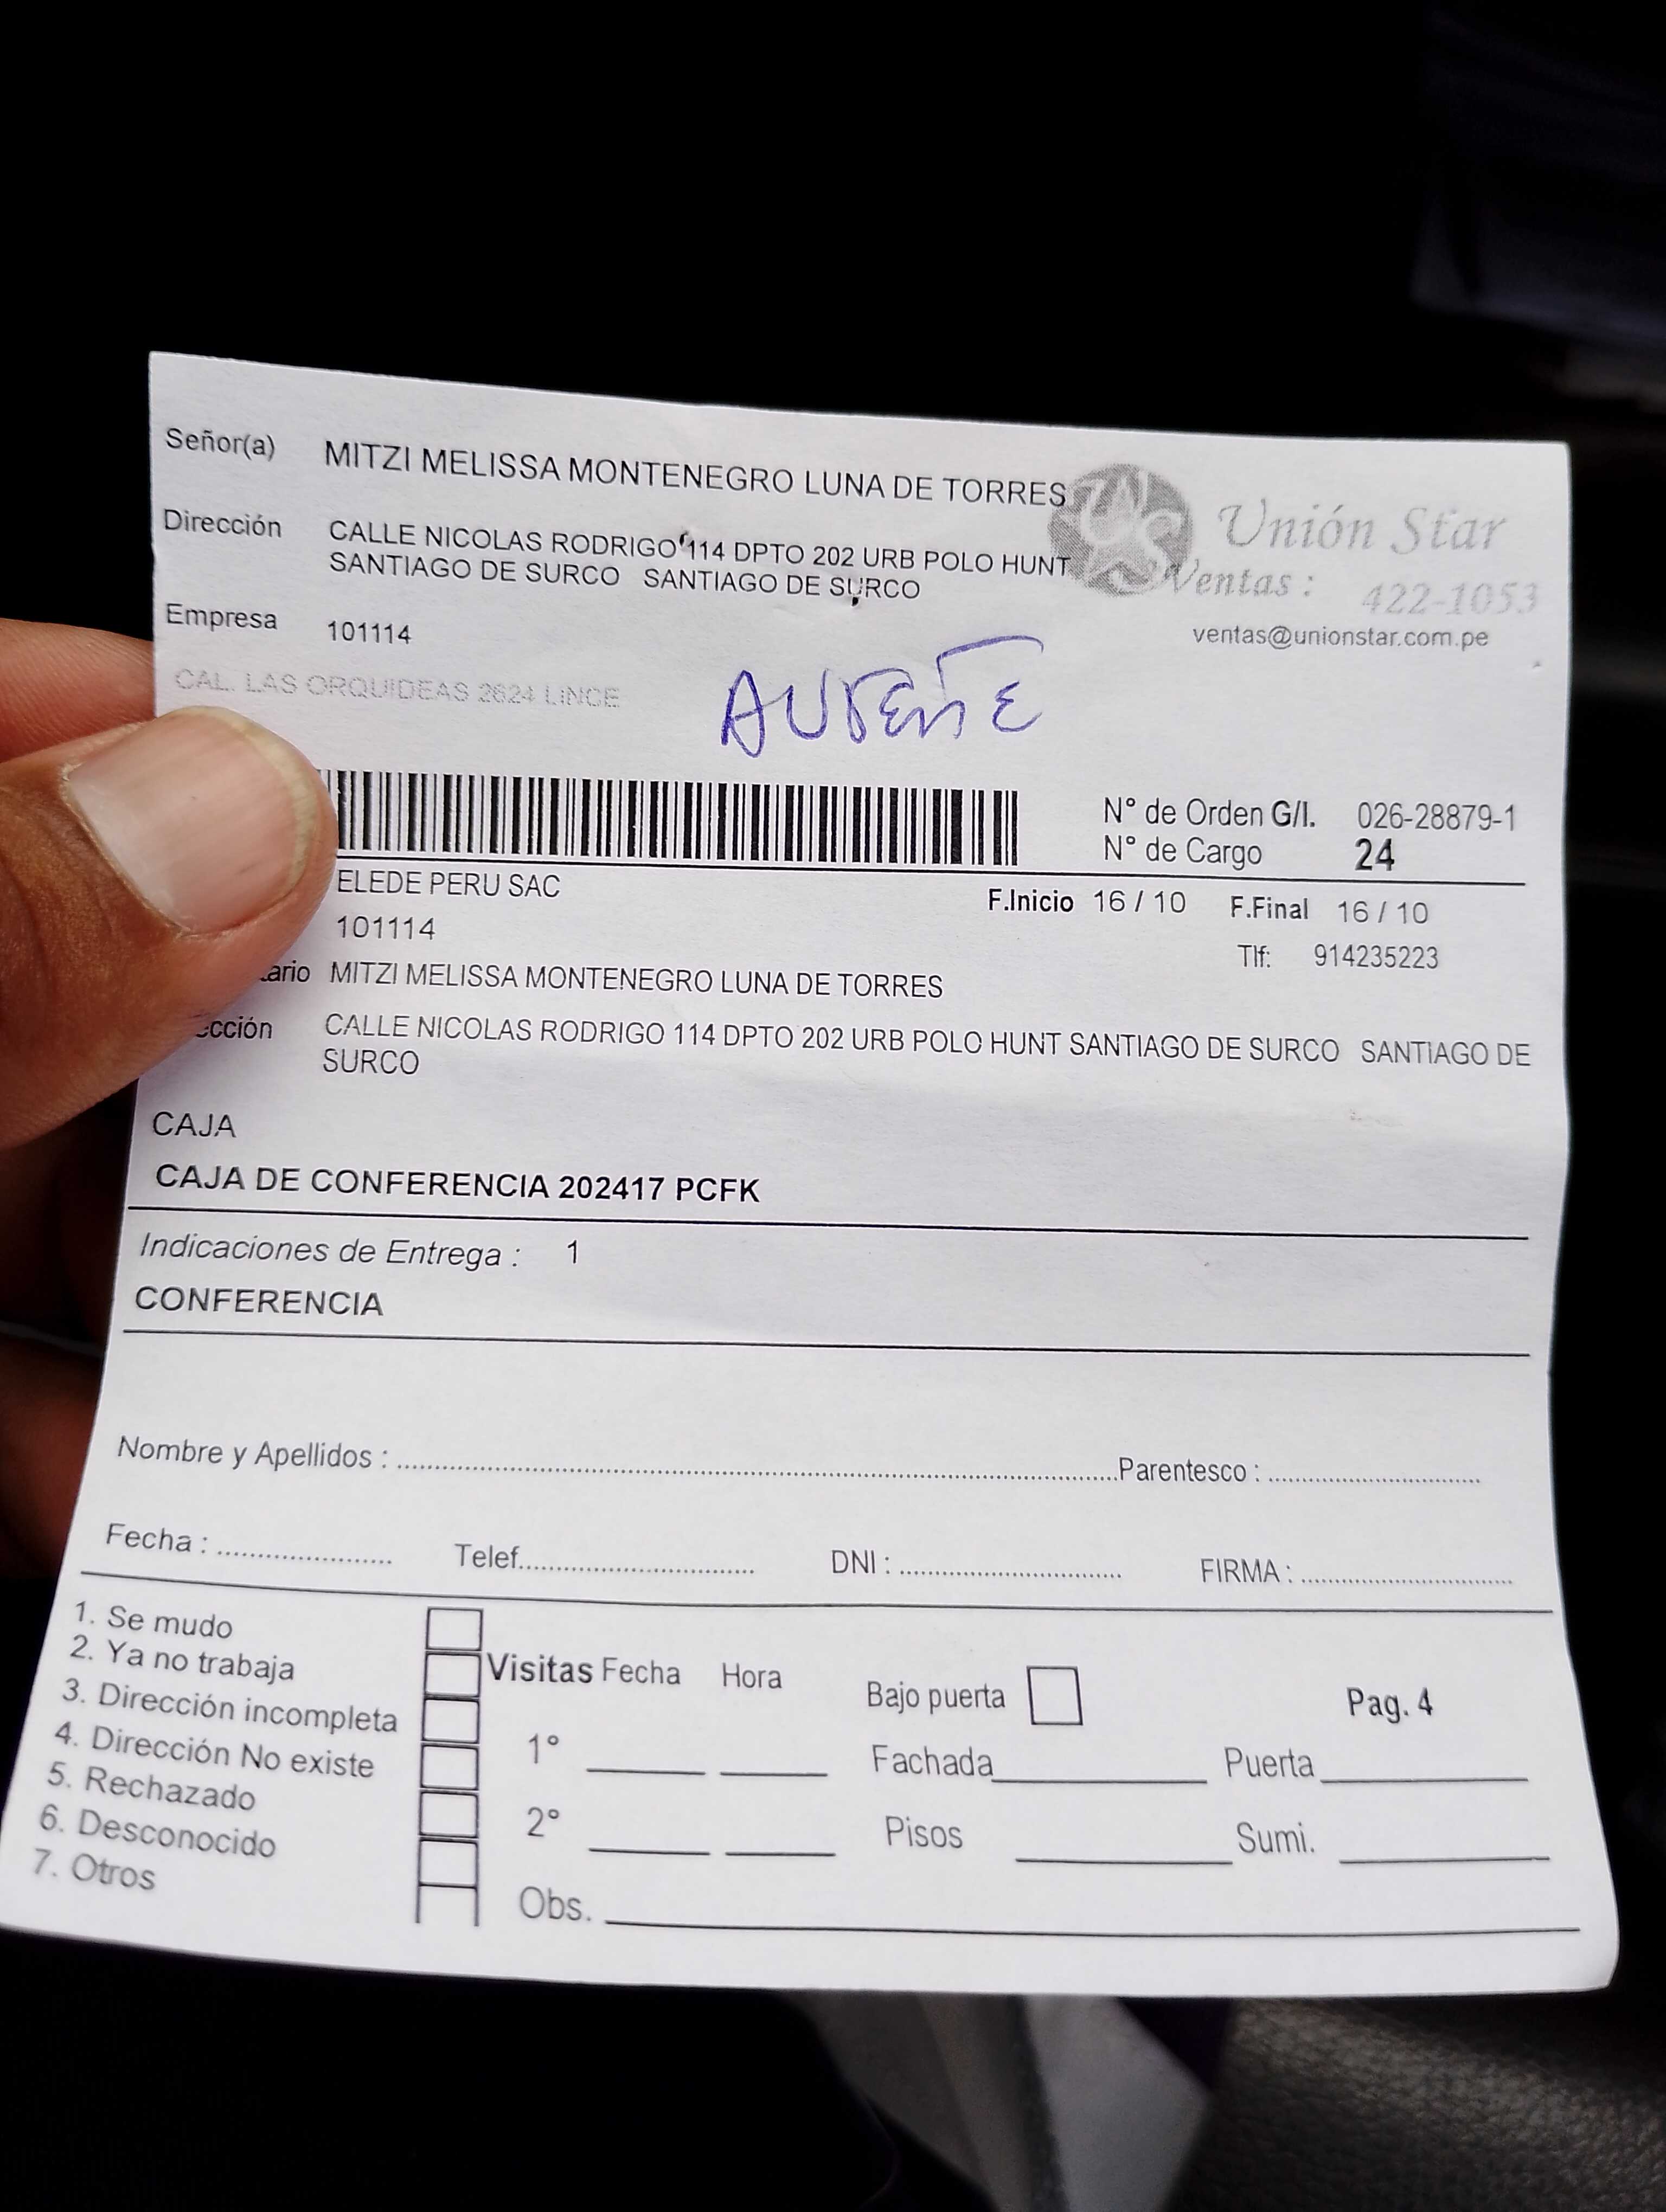 Señor(a) MITZI MELISSA MONTENEGRO LUNA DE TORRES
Unión Star
Dirección CALLE NICOLAS RODRIGO 114 DPTO 202 URB POLO HUNT
SANTIAGO DE SURCO SANTIAGO DE SURCO
Ventas : 422-1053
ventas@unionstar.com.pe
Empresa 101114
CAL. LAS ORQUIDEAS 2624 LINCE
N° de Orden G/I. 026-28879-1
N° de Cargo 24
ELEDE PERU SAC
F.Inicio 16 / 10 F.Final 16 / 10
101114
Tlf: 914235223
tario MITZI MELISSA MONTENEGRO LUNA DE TORRES
cción CALLE NICOLAS RODRIGO 114 DPTO 202 URB POLO HUNT SANTIAGO DE SURCO SANTIAGO DE
SURCO
CAJA
CAJA DE CONFERENCIA 202417 PCFK
Indicaciones de Entrega : 1
CONFERENCIA
Nombre y Apellidos : Parentesco :
Fecha : Telef. DNI : FIRMA :
1. Se mudo
2. Ya no trabaja
3. Dirección incompleta
4. Dirección No existe
5. Rechazado
6. Desconocido
7. Otros
Visitas Fecha Hora
1°
2°
Obs.
Bajo puerta
Pag. 4
Fachada Puerta
Pisos Sumi.